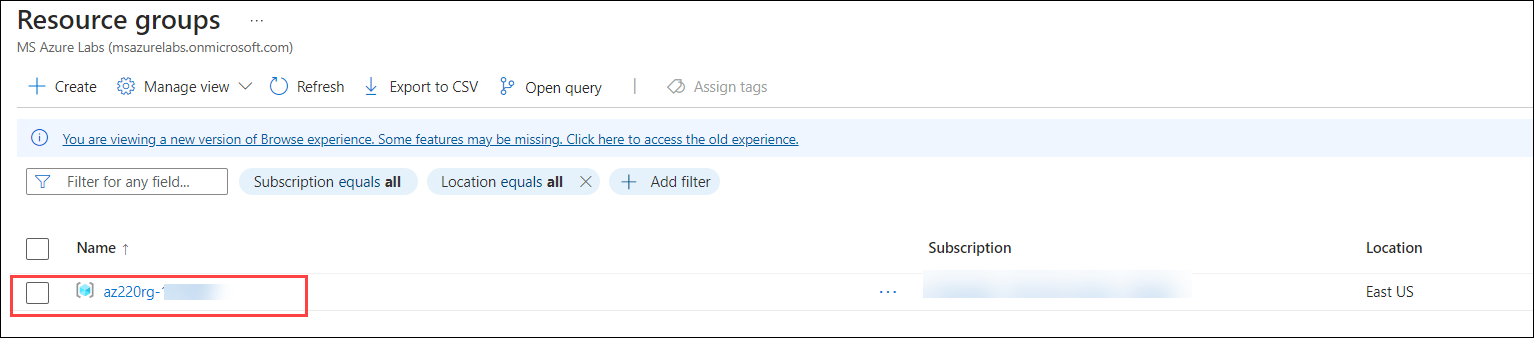 Resource groups ...
MS Azure Labs (msazurelabs.onmicrosoft.com)
+ Create Manage view Refresh Export to CSV Open query | Assign tags
You are viewing a new version of Browse experience. Some features may be missing. Click here to access the old experience.
Filter for any field... Subscription equals all Location equals all × + Add filter
Name ↑ Subscription Location
az220rg- ... East US